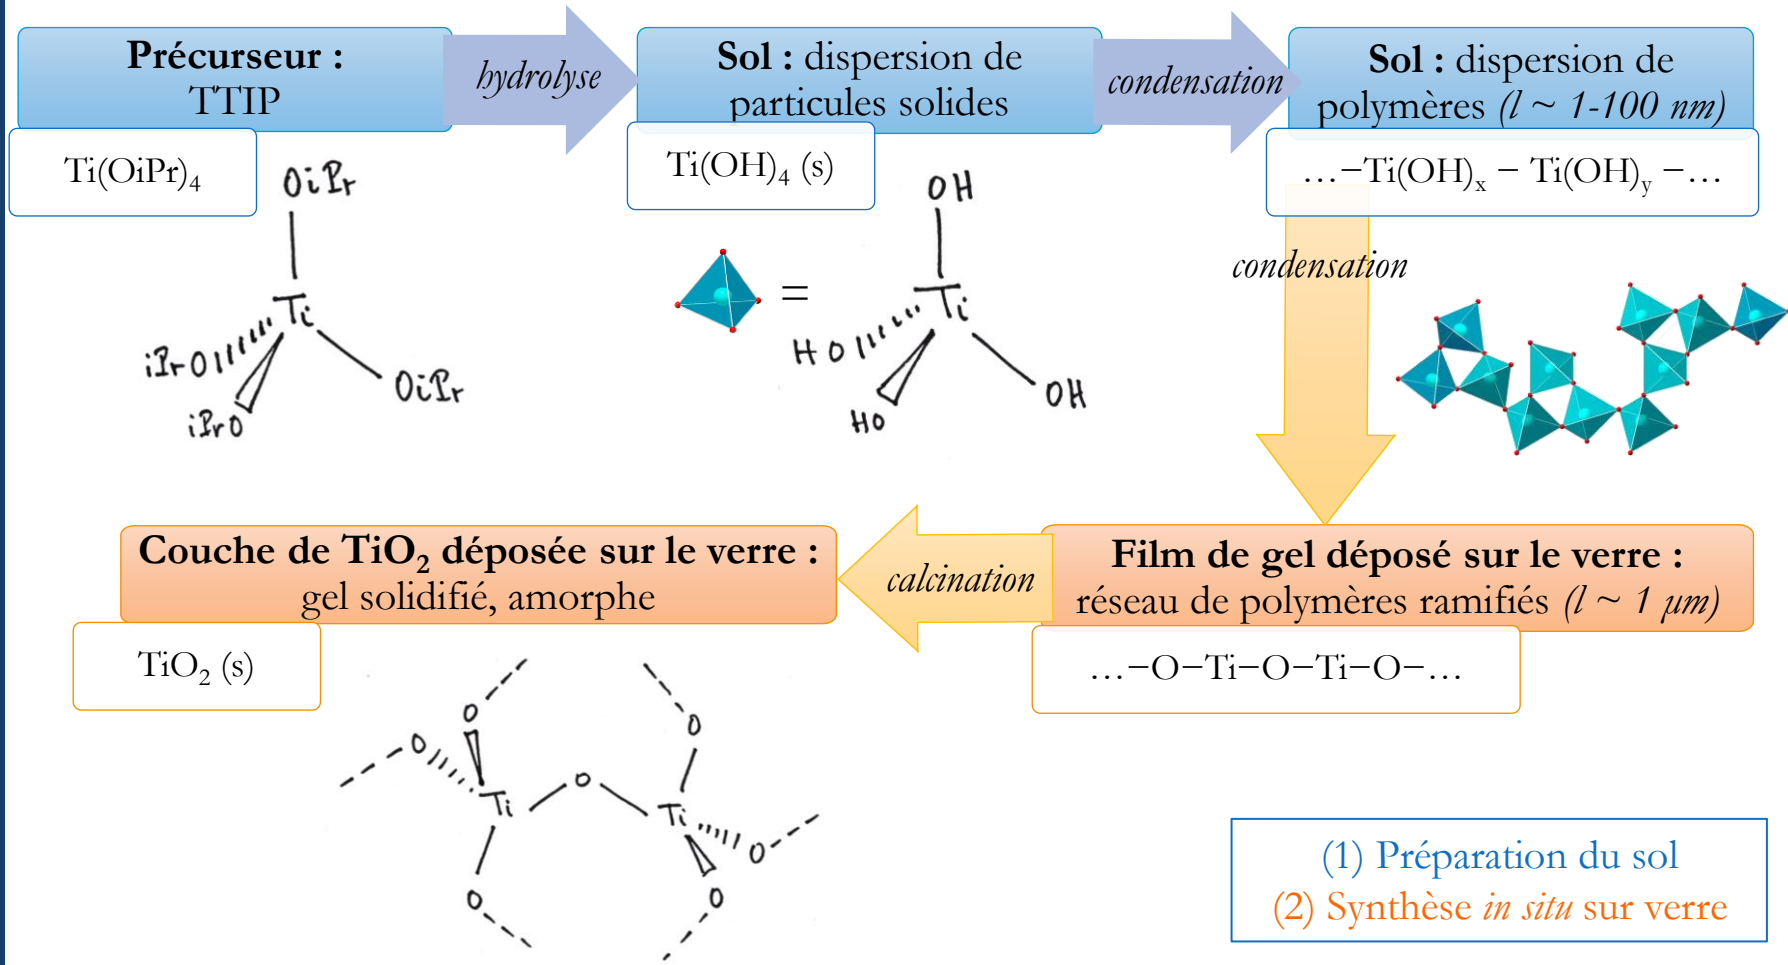 Précurseur :
TTIP
hydrolyse
Sol : dispersion de
particules solides
condensation
Sol : dispersion de
polymères (l ~ 1-100 nm)
Ti(OiPr)₄
Ti(OH)₄ (s)
…−Ti(OH)ₓ − Ti(OH)ᵧ −…
OiPr
Ti
iPrO
iPrO
OiPr
=
OH
Ti
HO
HO
OH
condensation
Couche de TiO₂ déposée sur le verre :
gel solidifié, amorphe
calcination
Film de gel déposé sur le verre :
réseau de polymères ramifiés (l ~ 1 μm)
TiO₂ (s)
…−O−Ti−O−Ti−O−…
O
O
O
Ti
O
Ti
O
O
O
(1) Préparation du sol
(2) Synthèse in situ sur verre